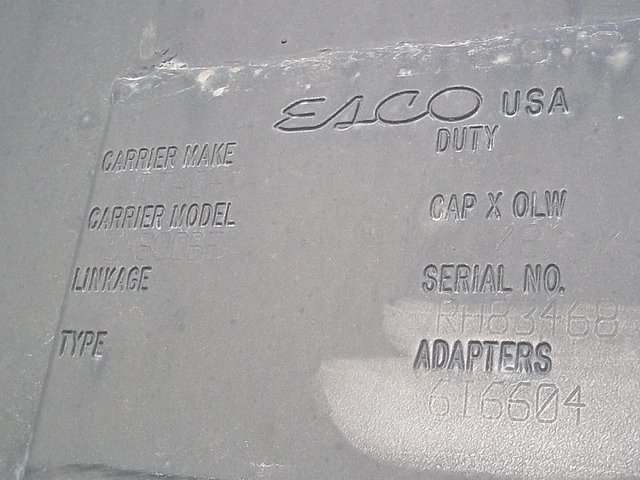 ESCO USA
DUTY
CARRIER MAKE
CARRIER MODEL
CAP X OLW
LINKAGE
SERIAL NO.
RH83468
TYPE
ADAPTERS
616604